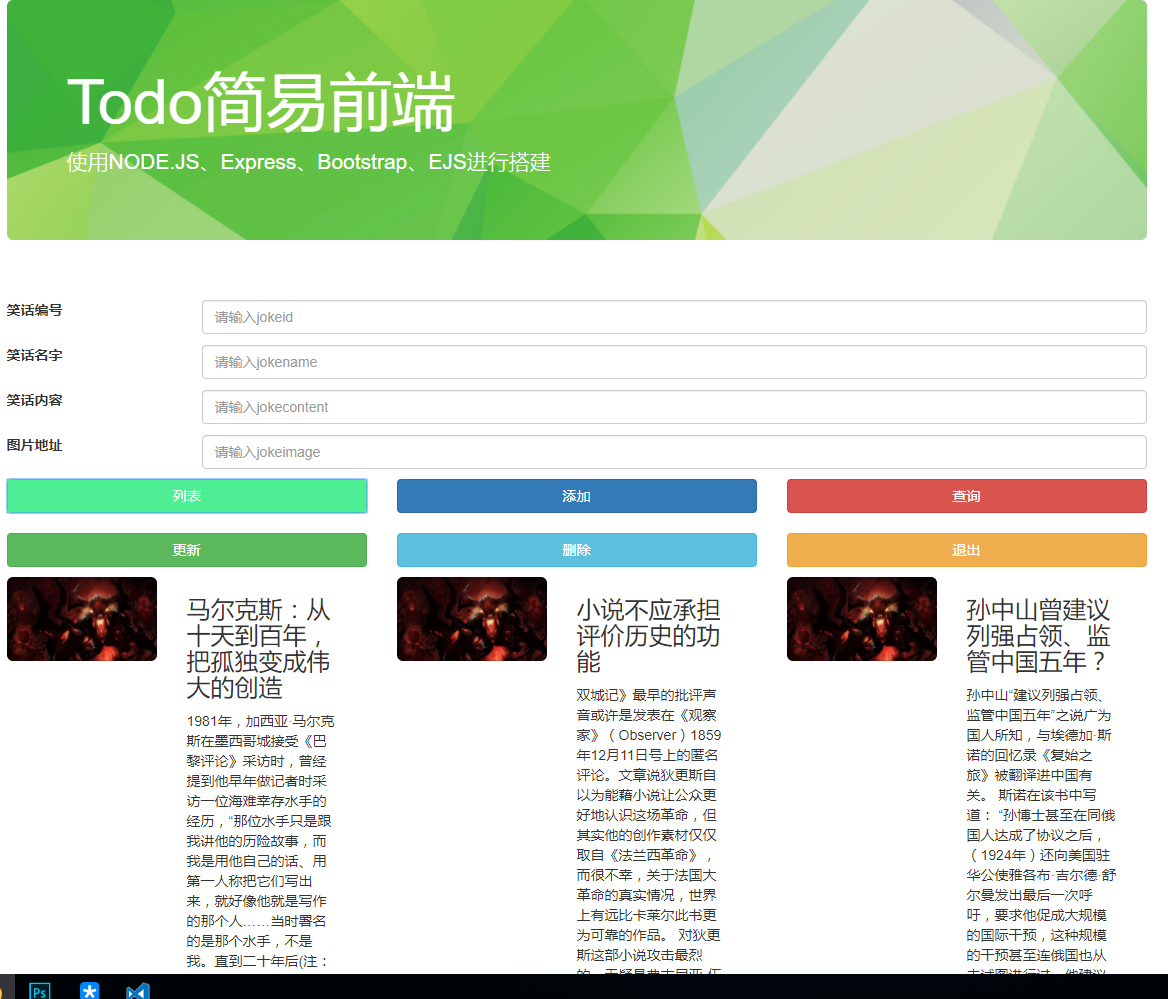 Todo简易前端
使用NODE.JS、Express、Bootstrap、EJS进行搭建
笑话编号
请输入jokeid
笑话名字
请输入jokename
笑话内容
请输入jokecontent
图片地址
请输入jokeimage
列表
添加
查询
更新
删除
退出
马尔克斯：从
十天到百年，
把孤独变成伟
大的创造
1981年，加西亚·马尔克
斯在墨西哥城接受《巴
黎评论》采访时，曾经
提到他早年做记者时采
访一位海难幸存水手的
经历，“那位水手只是跟
我讲他的历险故事，而
我是用他自己的话、用
第一人称把它们写出
来，就好像他就是写作
的那个人……当时署名
的是那个水手，不是
我。直到二十年后(注：
小说不应承担
评价历史的功
能
双城记》最早的批评声
音或许是发表在《观察
家》（Observer）1859
年12月11日号上的匿名
评论。文章说狄更斯自
以为能藉小说让公众更
好地认识这场革命，但
其实他的创作素材仅仅
取自《法兰西革命》，
而很不幸，关于法国大
革命的真实情况，世界
上有远比卡莱尔此书更
为可靠的作品。 对狄更
斯这部小说攻击最烈
孙中山曾建议
列强占领、监
管中国五年？
孙中山“建议列强占领、
监管中国五年”之说广为
国人所知，与埃德加·斯
诺的回忆录《复始之
旅》被翻译进中国有
关。 斯诺在该书中写
道： “孙博士甚至在同俄
国人达成了协议之后，
（1924年）还向美国驻
华公使雅各布·吉尔德·舒
尔曼发出最后一次呼
吁，要求他促成大规模
的国际干预，这种规模
的干预甚至连俄国也从
Ps